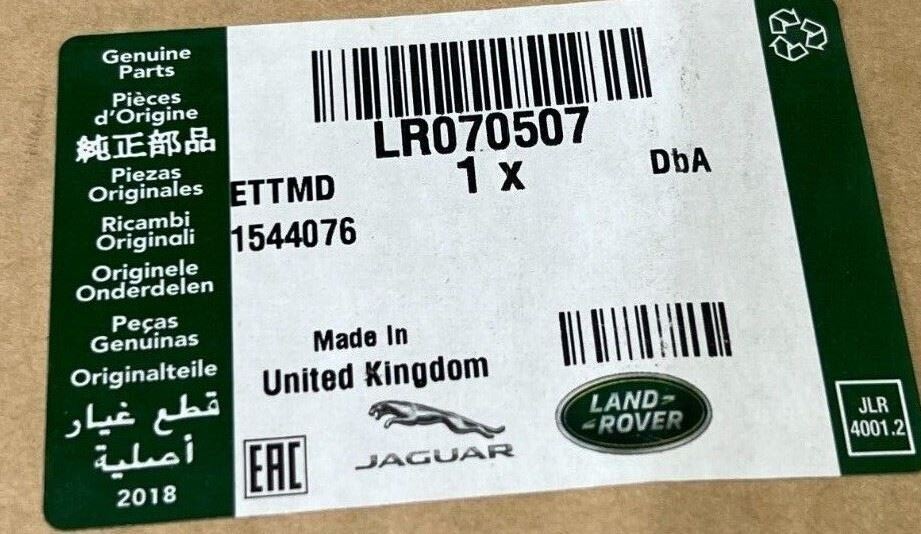 Genuine
Parts
Pièces
d'Origine
純正部品
Piezas
Originales
Ricambi
Originali
Originele
Onderdelen
Peças
Genuinas
Originalteile
قطع غيار
أصلية
2018
LR070507
1 x
DbA
ETTMD
1544076
Made In
United Kingdom
EAC
JAGUAR
LAND-
-ROVER
JLR
4001.2